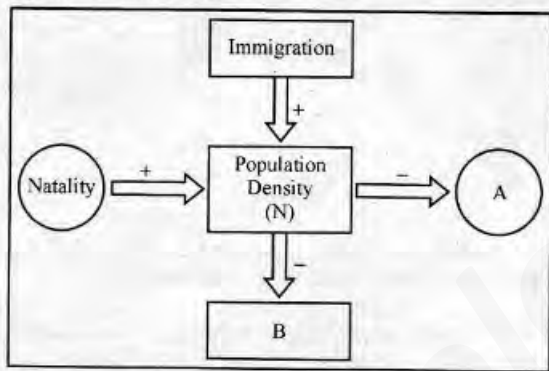 Immigration
+
Natality
+
Population
Density
(N)
−
A
−
B